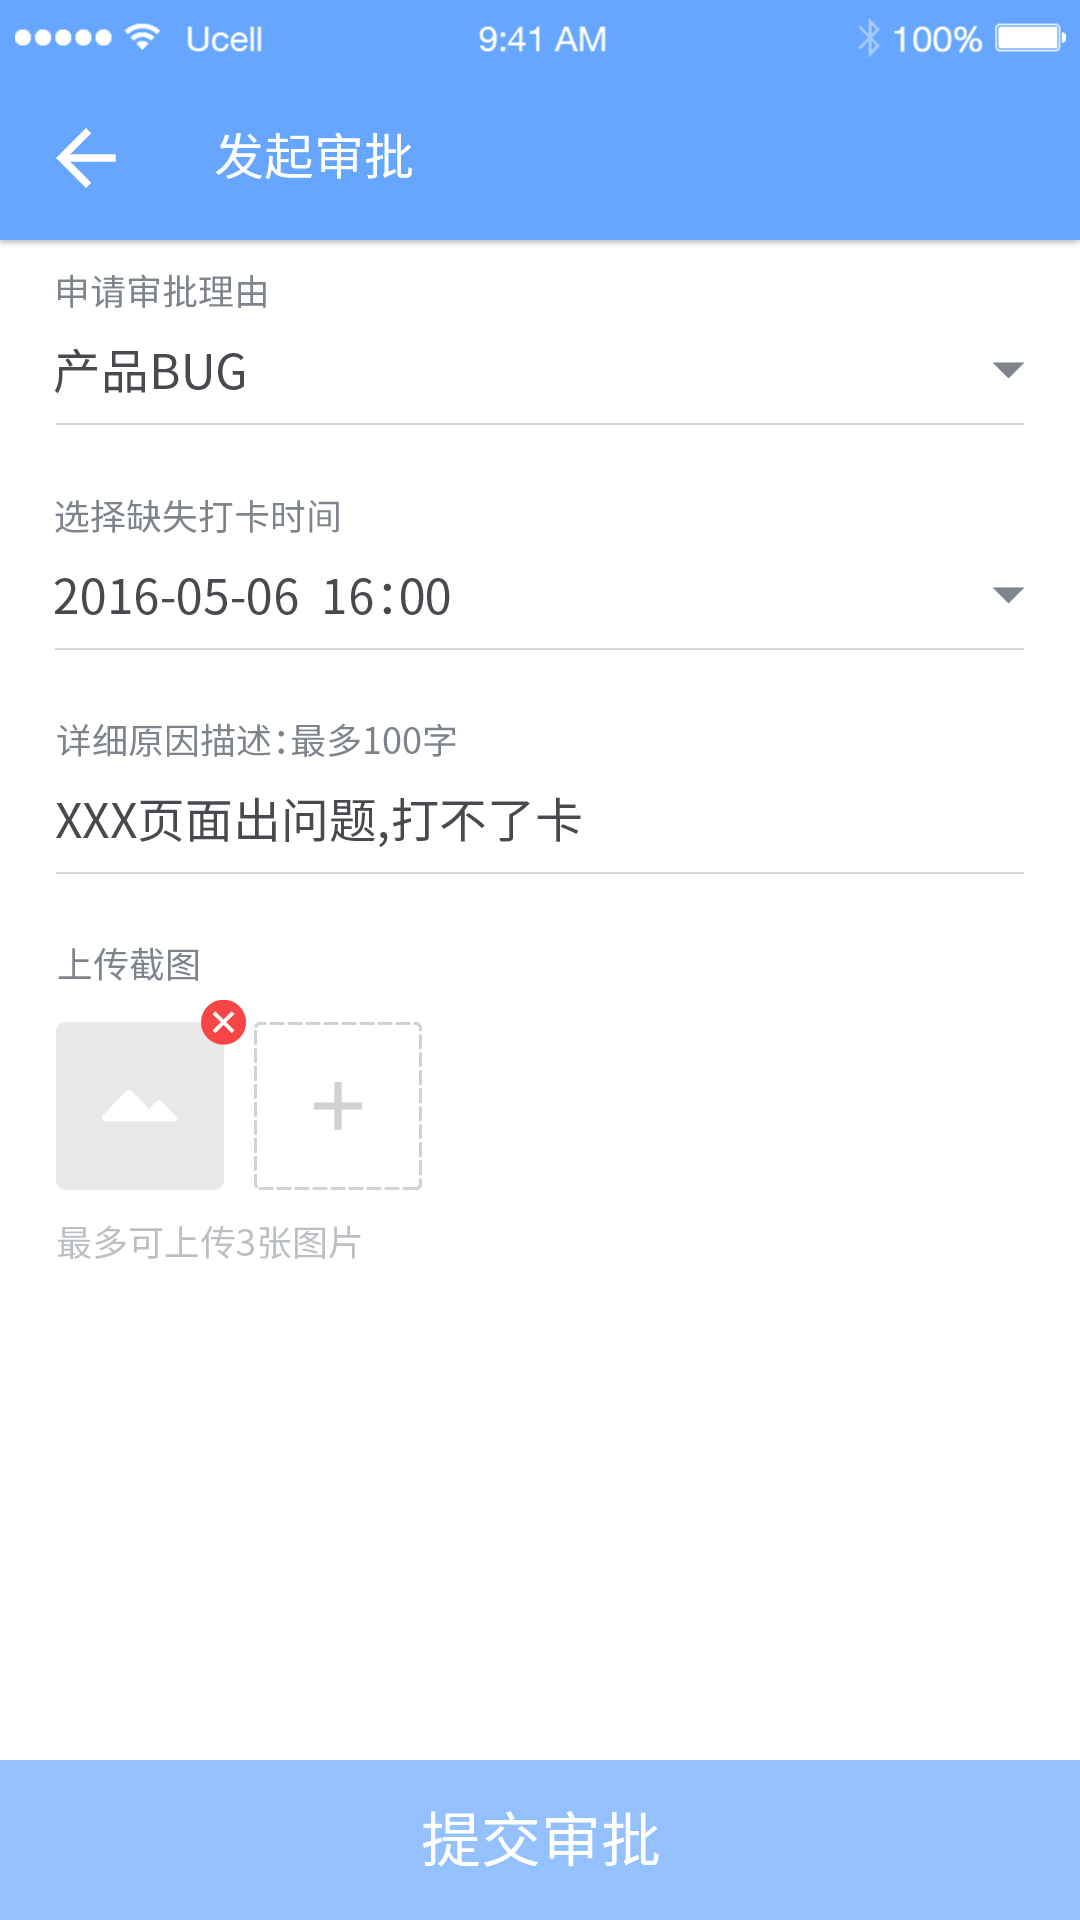 Ucell 9:41 AM 100%
发起审批
申请审批理由
产品BUG
选择缺失打卡时间
2016-05-06 16:00
详细原因描述:最多100字
XXX页面出问题,打不了卡
上传截图
最多可上传3张图片
提交审批